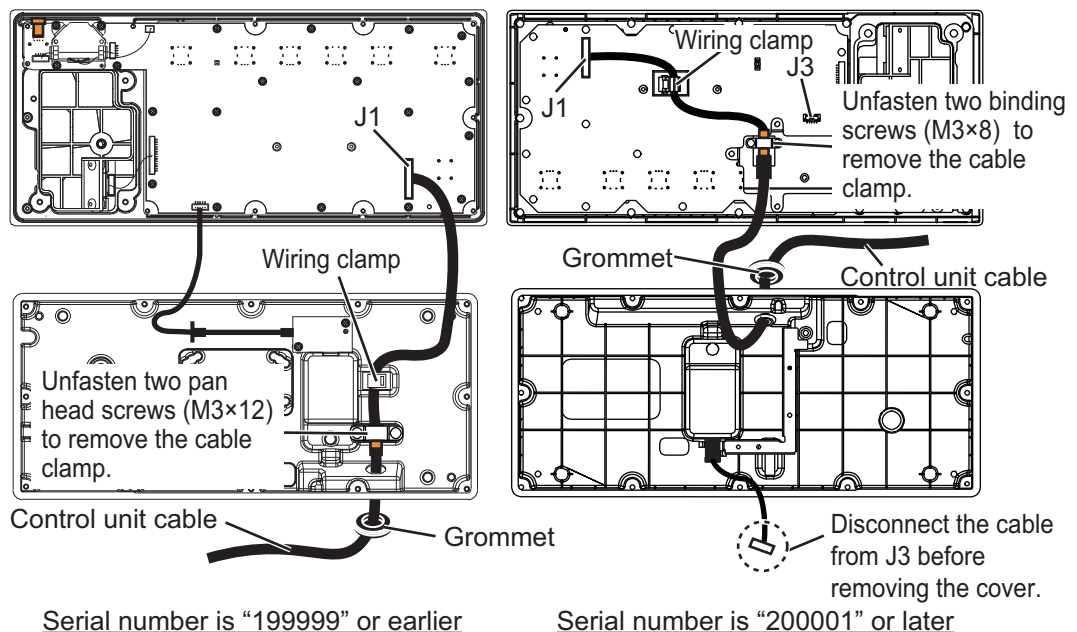 J1
Wiring clamp
Unfasten two pan
head screws (M3×12)
to remove the cable
clamp.
Control unit cable
Grommet
Serial number is “199999” or earlier
Wiring clamp
J1
J3
Unfasten two binding
screws (M3×8) to
remove the cable
clamp.
Grommet
Control unit cable
Disconnect the cable
from J3 before
removing the cover.
Serial number is “200001” or later